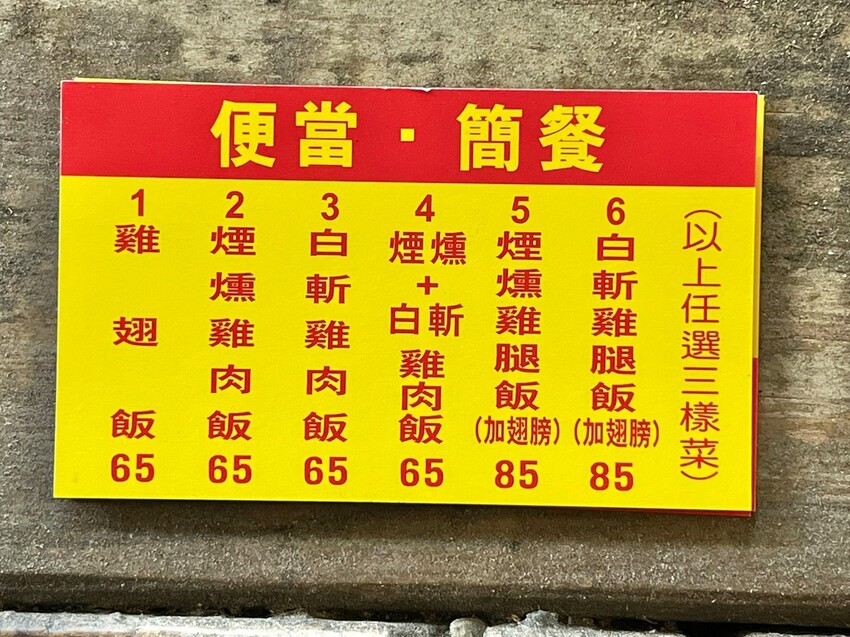 便當・簡餐
1
雞翅飯
65
2
煙燻雞肉飯
65
3
白斬雞肉飯
65
4
煙燻
+
白斬
雞肉飯
65
5
煙燻雞腿飯
(加翅膀)
85
6
白斬雞腿飯
(加翅膀)
85
(以上任選三樣菜)